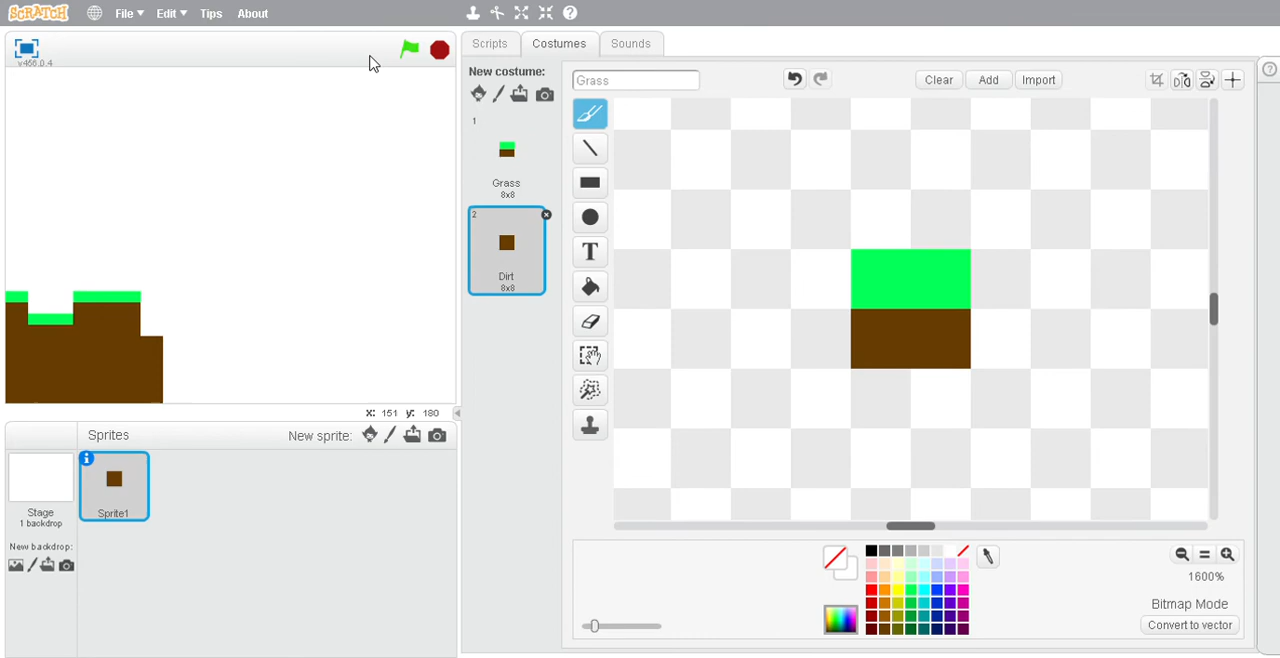 SCRATCH File▼ Edit▼ Tips About
v456.0.4
Scripts Costumes Sounds
New costume:
Grass
Clear Add Import
1
Grass
8x8
2
Dirt
8x8
T
X: 151 y: 180
Sprites New sprite:
Stage
1 backdrop
New backdrop:
Sprite1
1600%
Bitmap Mode
Convert to vector